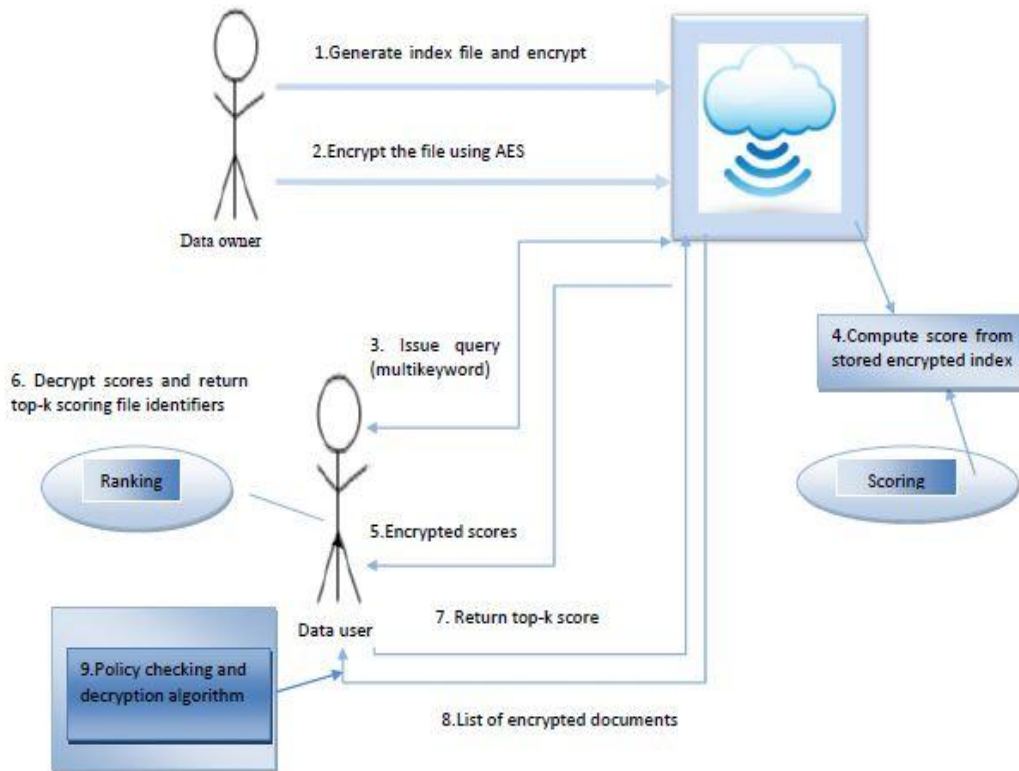 1.Generate index file and encrypt
2.Encrypt the file using AES
Data owner
3. Issue query
(multikeyword)
4.Compute score from
stored encrypted index
6. Decrypt scores and return
top-k scoring file identifiers
Ranking
Scoring
5.Encrypted scores
7. Return top-k score
Data user
9.Policy checking and
decryption algorithm
8.List of encrypted documents